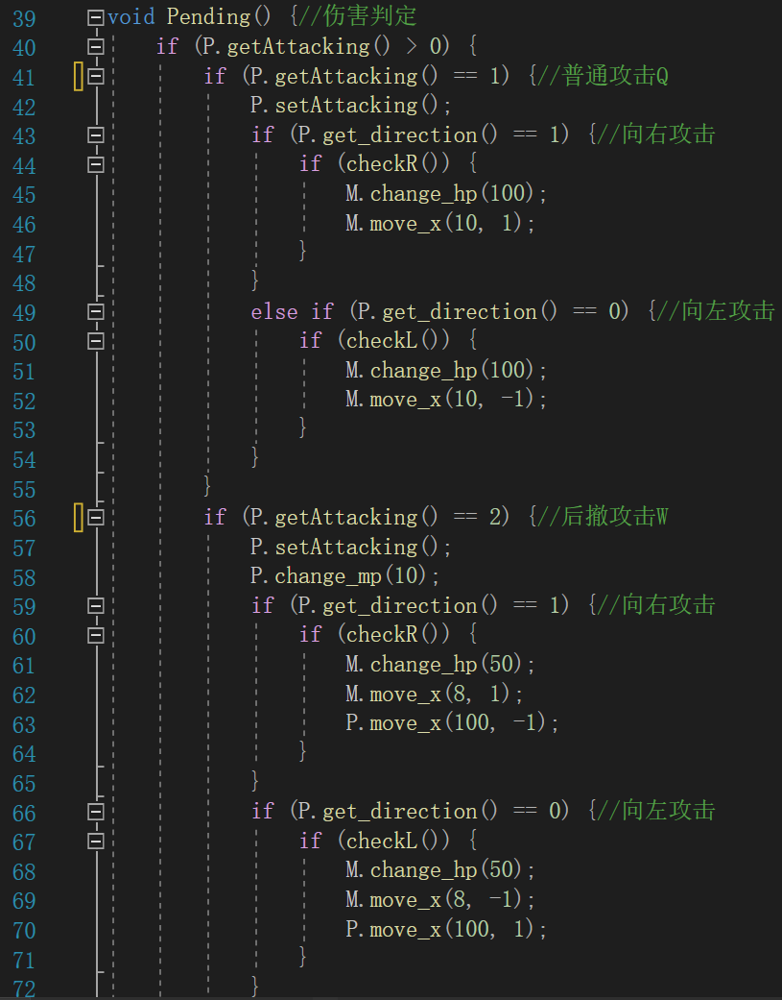 39 void Pending() {//伤害判定
40 if (P.getAttacking() > 0) {
41 if (P.getAttacking() == 1) {//普通攻击Q
42 P.setAttacking();
43 if (P.get_direction() == 1) {//向右攻击
44 if (checkR()) {
45 M.change_hp(100);
46 M.move_x(10, 1);
47 }
48 }
49 else if (P.get_direction() == 0) {//向左攻击
50 if (checkL()) {
51 M.change_hp(100);
52 M.move_x(10, -1);
53 }
54 }
55 }
56 if (P.getAttacking() == 2) {//后撤攻击W
57 P.setAttacking();
58 P.change_mp(10);
59 if (P.get_direction() == 1) {//向右攻击
60 if (checkR()) {
61 M.change_hp(50);
62 M.move_x(8, 1);
63 P.move_x(100, -1);
64 }
65 }
66 if (P.get_direction() == 0) {//向左攻击
67 if (checkL()) {
68 M.change_hp(50);
69 M.move_x(8, -1);
70 P.move_x(100, 1);
71 }
72 }